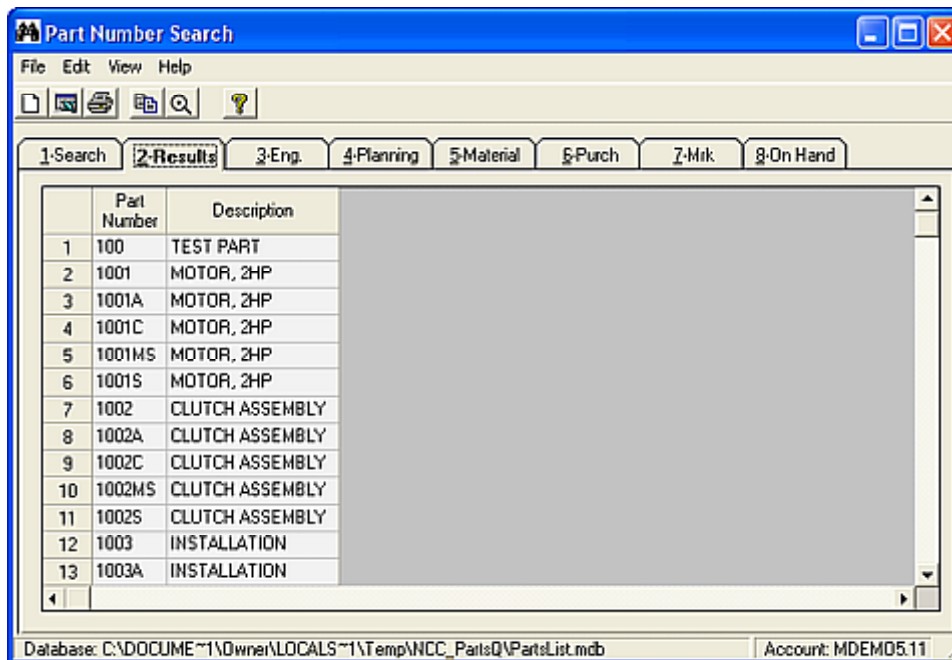 Part Number Search
File Edit View Help
1-Search 2-Results 3-Eng. 4-Planning 5-Material 6-Purch 7-Mrk 8-On Hand
Part Number Description
1 100 TEST PART
2 1001 MOTOR, 2HP
3 1001A MOTOR, 2HP
4 1001C MOTOR, 2HP
5 1001MS MOTOR, 2HP
6 1001S MOTOR, 2HP
7 1002 CLUTCH ASSEMBLY
8 1002A CLUTCH ASSEMBLY
9 1002C CLUTCH ASSEMBLY
10 1002MS CLUTCH ASSEMBLY
11 1002S CLUTCH ASSEMBLY
12 1003 INSTALLATION
13 1003A INSTALLATION
Database: C:\DOCUME~1\Owner\LOCALS~1\Temp\NCC_PartsQ\PartsList.mdb Account: MDEMO5.11